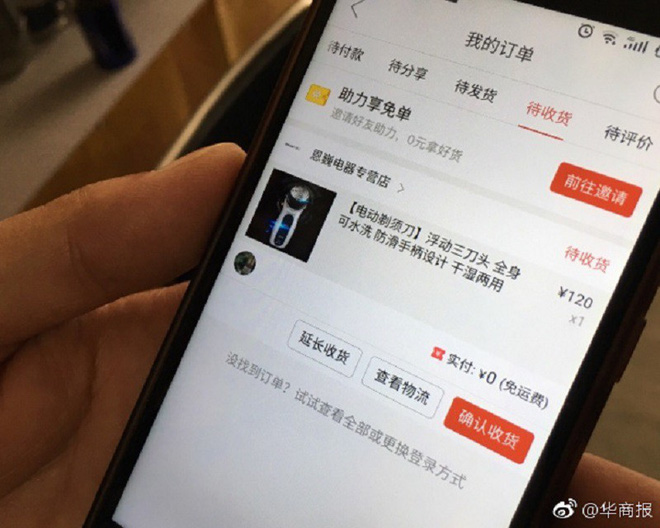 我的订单
待付款
待分享
待发货
待收货
待评价
助力享免单
邀请好友助力，0元拿好货
前往邀请
恩巍电器专营店
待收货
【电动剃须刀】浮动三刀头 全身
可水洗 防滑手柄设计 干湿两用
¥120
x1
实付: ¥0 (免运费)
延长收货
查看物流
确认收货
没找到订单？试试查看全部或更换登录方式
@华商报